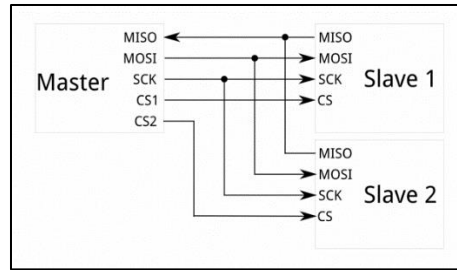 MISO
MOSI
SCK
CS1
CS2
Master
MISO
MOSI
SCK
CS
Slave 1
MISO
MOSI
SCK
CS
Slave 2